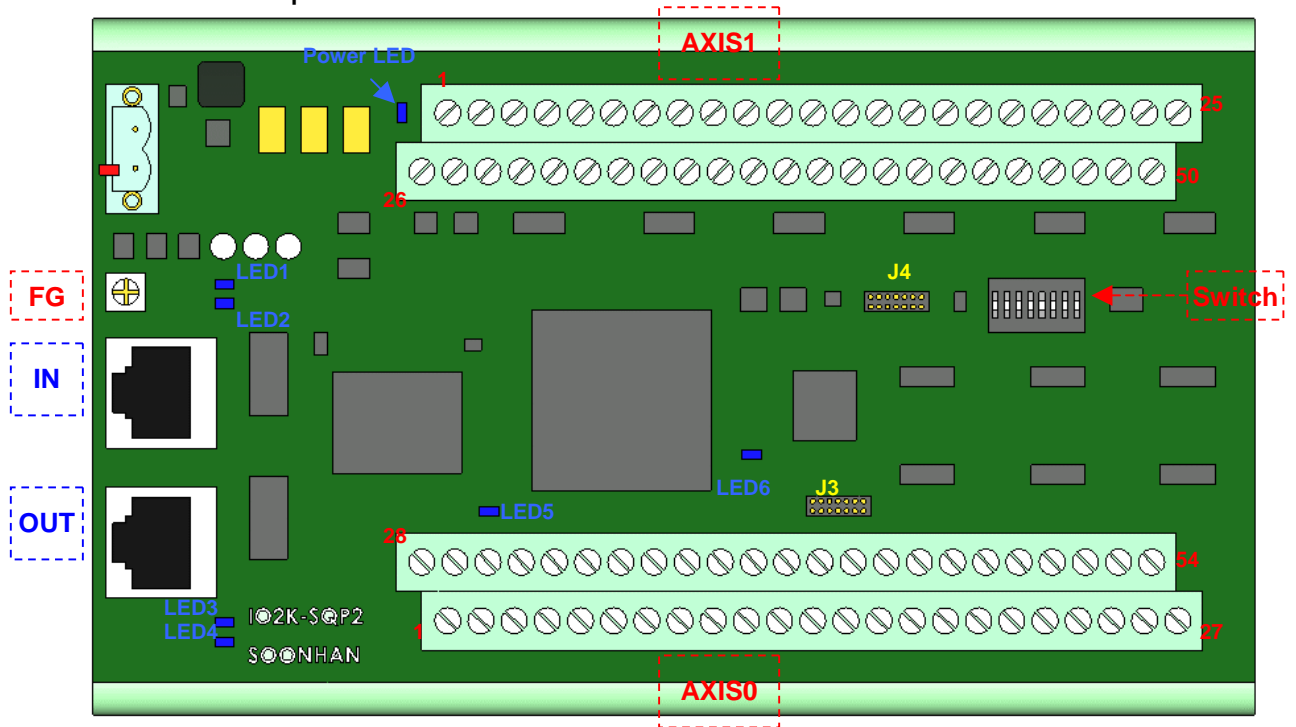 AXIS1
Power LED
1
25
26
50
LED1
J4
FG
Switch
LED2
IN
LED6
J3
OUT
LED5
28
54
LED3
IO2K-SQP2
LED4
1
27
SOONHAN
AXIS0